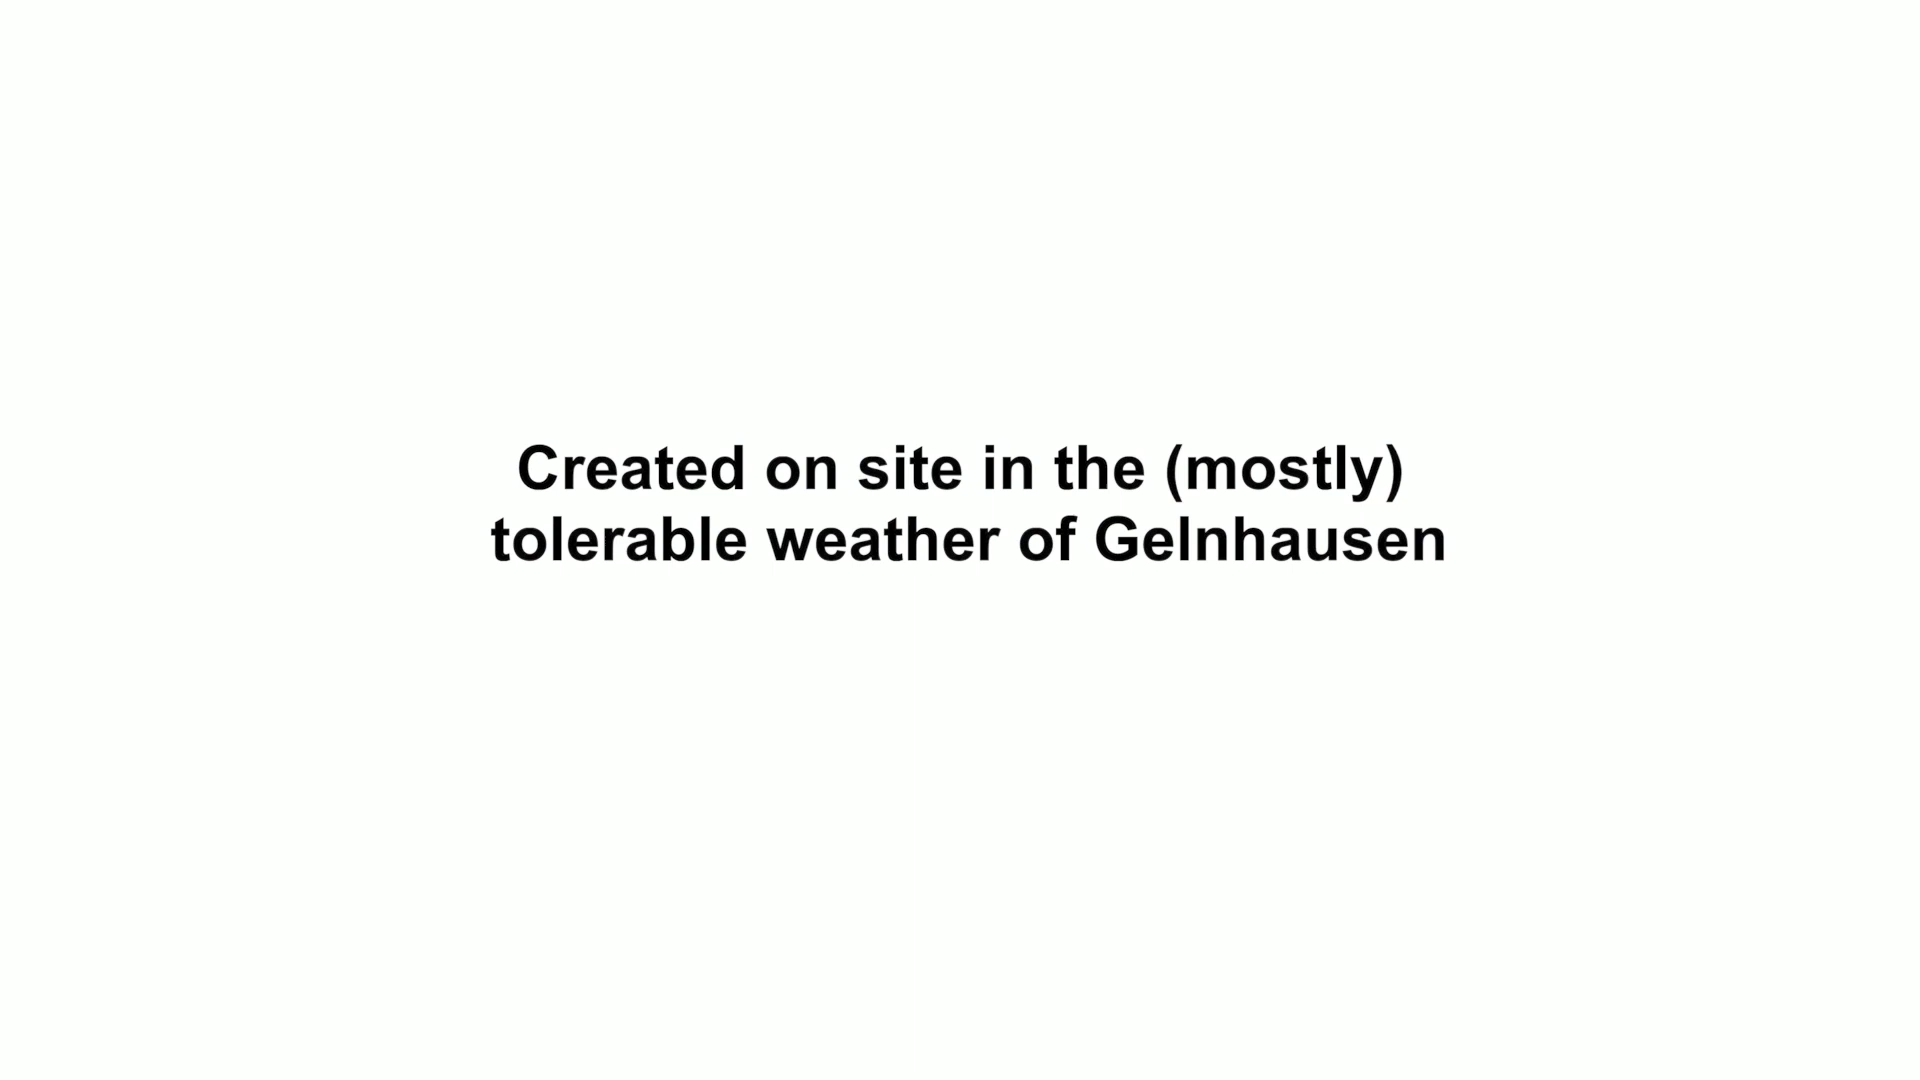 Created on site in the (mostly)
tolerable weather of Gelnhausen